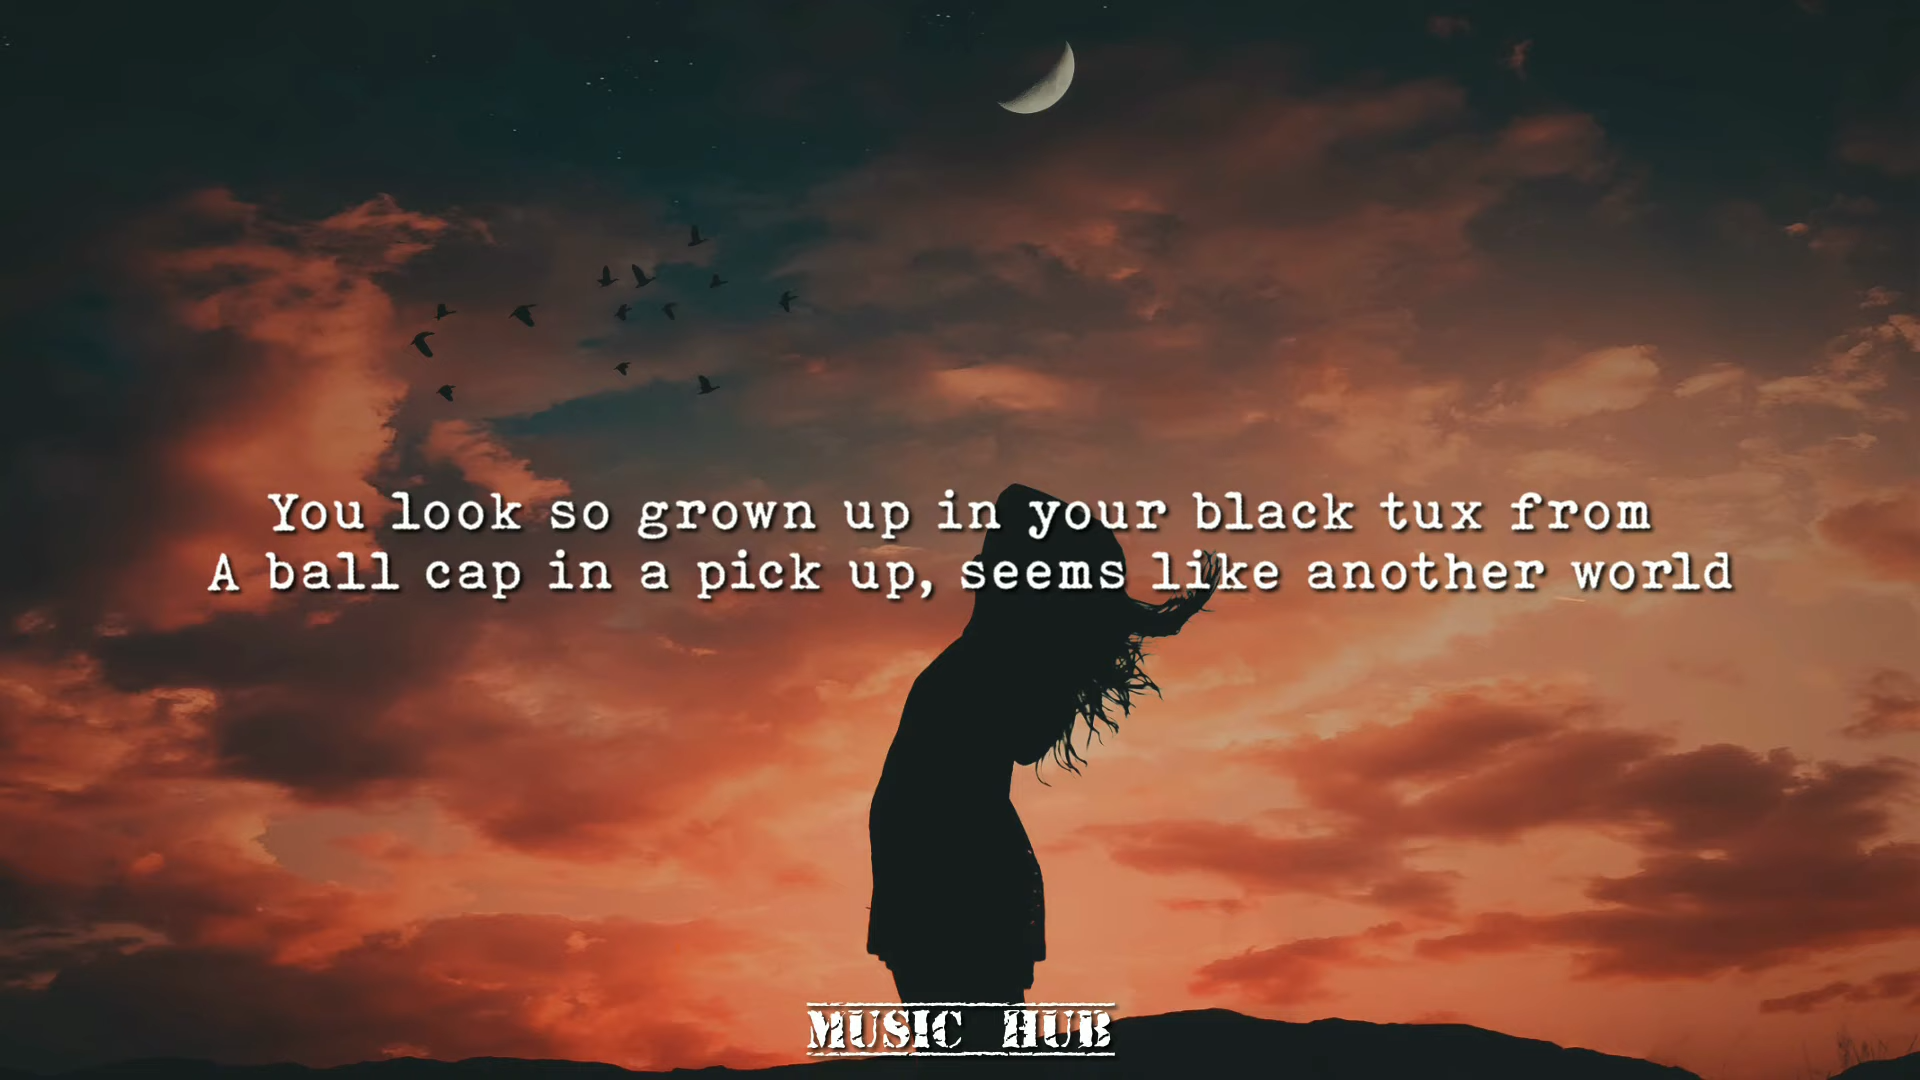 You look so grown up in your black tux from
A ball cap in a pick up, seems like another world
MUSIC HUB